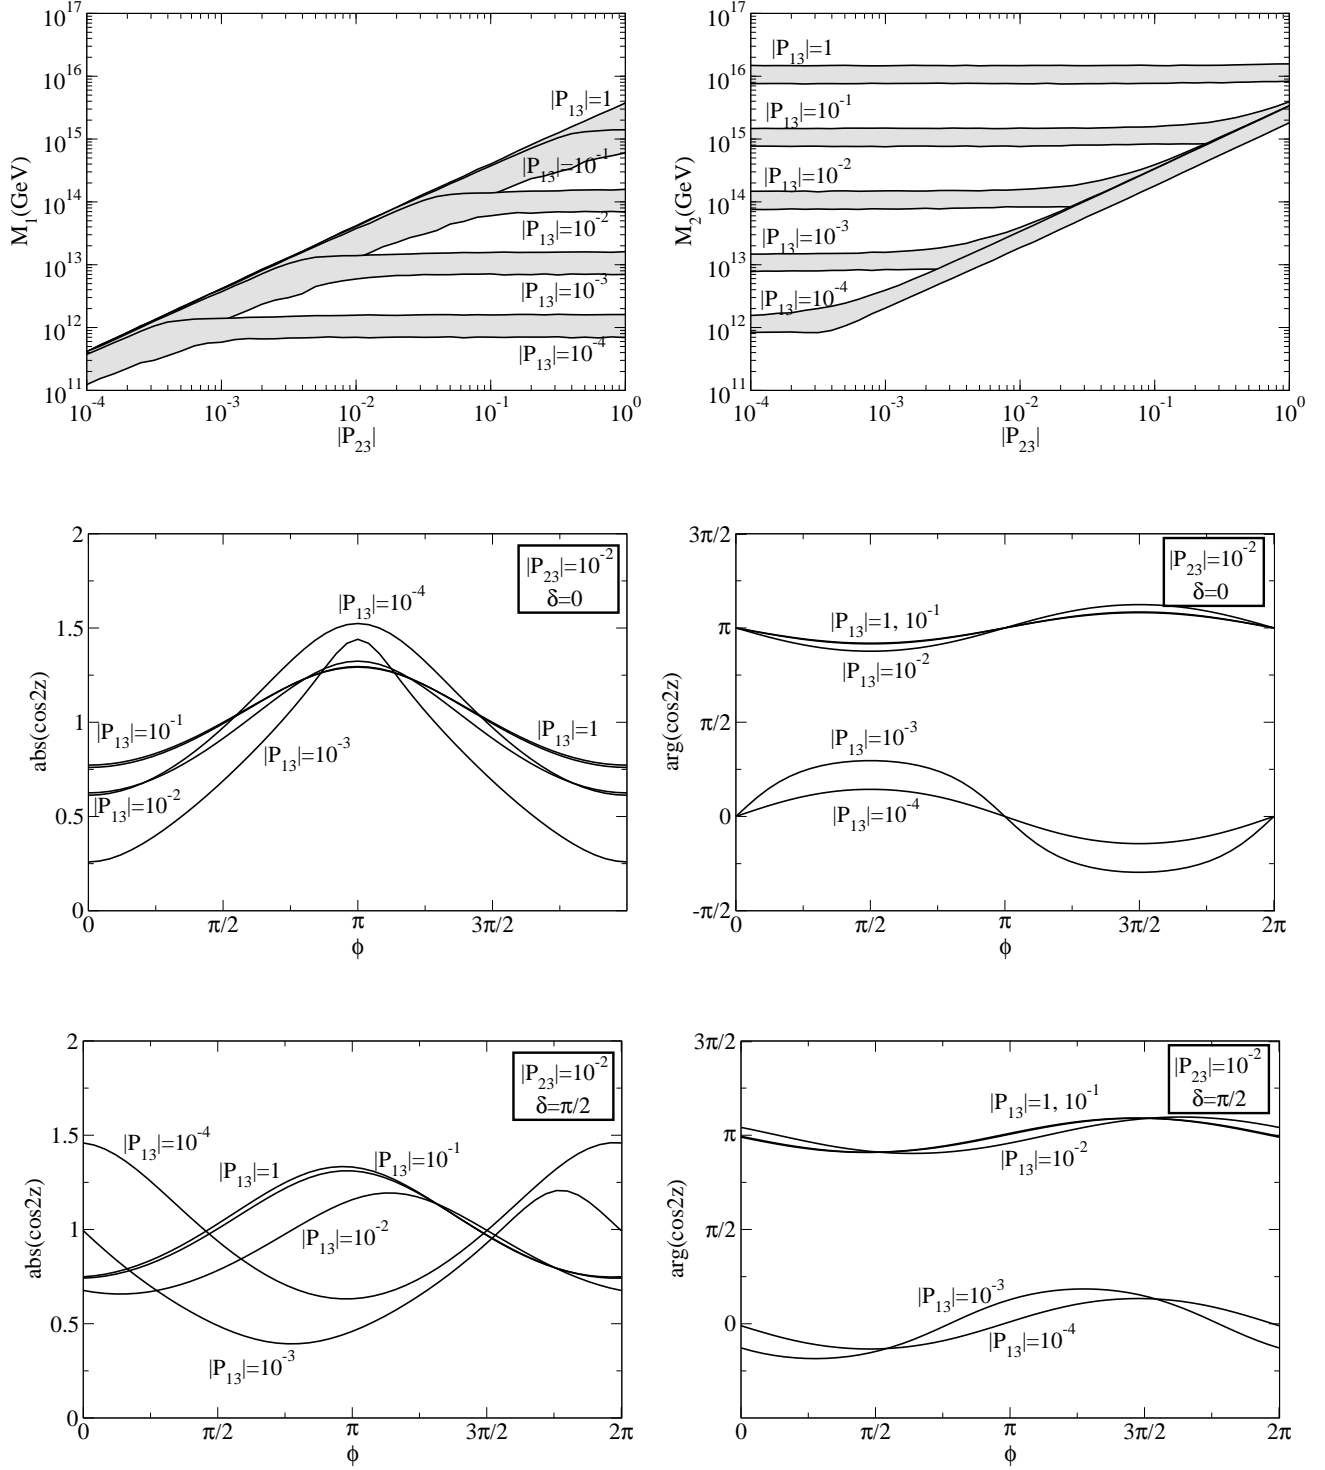 10^17
10^16
10^15
10^14
10^13
10^12
10^11
M_1(GeV)
|P_13|=1
|P_13|=10^-1
|P_13|=10^-2
|P_13|=10^-3
|P_13|=10^-4
10^-4 10^-3 10^-2 10^-1 10^0
|P_23|
10^17
10^16
10^15
10^14
10^13
10^12
10^11
M_2(GeV)
|P_13|=1
|P_13|=10^-1
|P_13|=10^-2
|P_13|=10^-3
|P_13|=10^-4
10^-4 10^-3 10^-2 10^-1 10^0
|P_23|
2
1.5
1
0.5
0
abs(cos2z)
|P_23|=10^-2
δ=0
|P_13|=10^-4
|P_13|=10^-1
|P_13|=1
|P_13|=10^-3
|P_13|=10^-2
0 π/2 π 3π/2
ϕ
3π/2
π
π/2
0
-π/2
arg(cos2z)
|P_23|=10^-2
δ=0
|P_13|=1, 10^-1
|P_13|=10^-2
|P_13|=10^-3
|P_13|=10^-4
0 π/2 π 3π/2 2π
ϕ
2
1.5
1
0.5
0
abs(cos2z)
|P_23|=10^-2
δ=π/2
|P_13|=10^-4
|P_13|=1
|P_13|=10^-1
|P_13|=10^-2
|P_13|=10^-3
0 π/2 π 3π/2 2π
ϕ
3π/2
π
π/2
0
arg(cos2z)
|P_23|=10^-2
δ=π/2
|P_13|=1, 10^-1
|P_13|=10^-2
|P_13|=10^-3
|P_13|=10^-4
0 π/2 π 3π/2 2π
ϕ